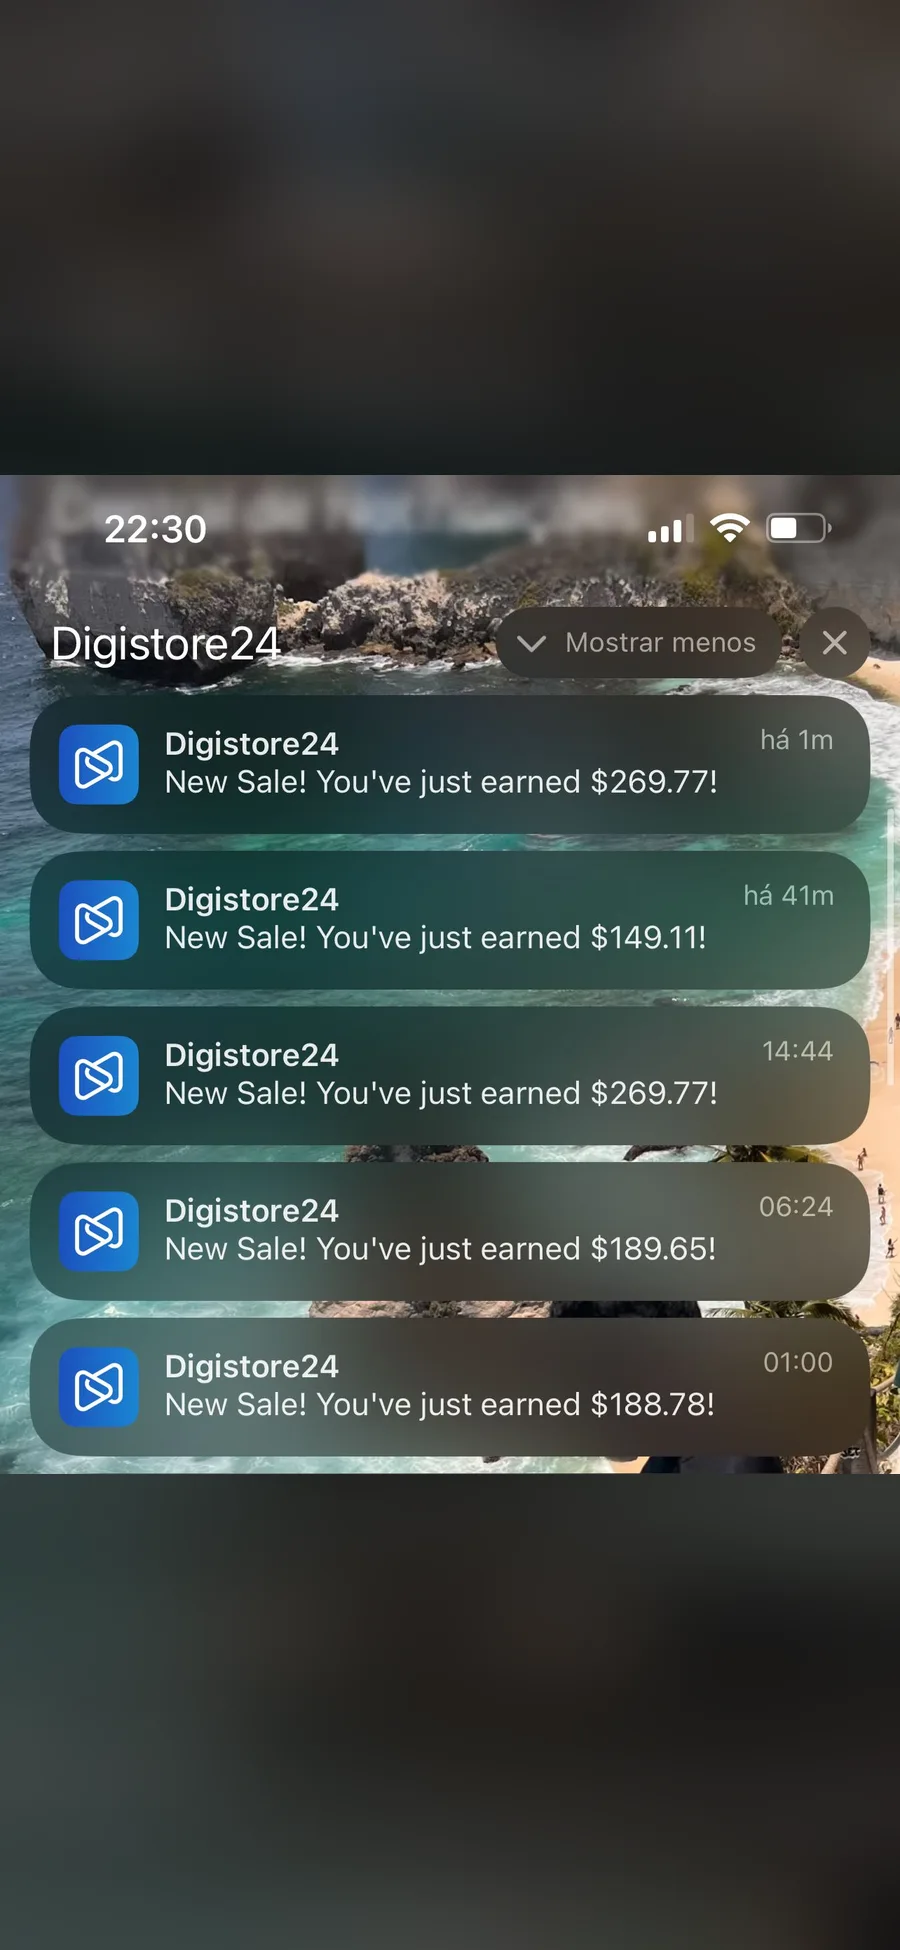 22:30
Digistore24
Mostrar menos
Digistore24
há 1m
New Sale! You've just earned $269.77!
Digistore24
há 41m
New Sale! You've just earned $149.11!
Digistore24
14:44
New Sale! You've just earned $269.77!
Digistore24
06:24
New Sale! You've just earned $189.65!
Digistore24
01:00
New Sale! You've just earned $188.78!